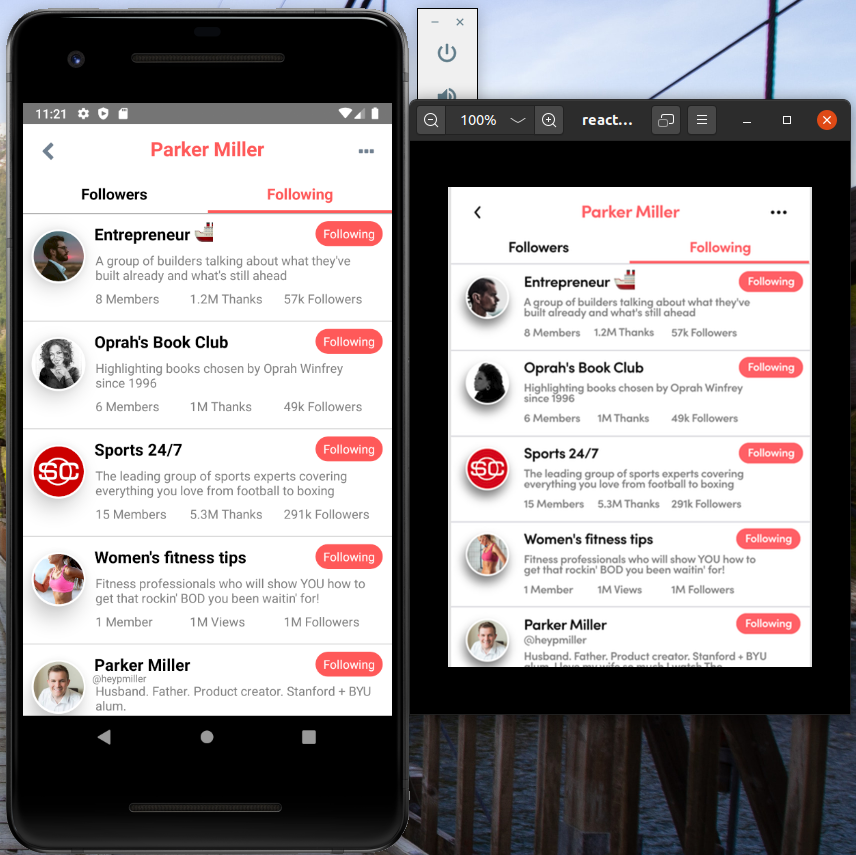 11:21
Parker Miller
Followers
Following
Entrepreneur
Following
A group of builders talking about what they've
built already and what's still ahead
8 Members
1.2M Thanks
57k Followers
Oprah's Book Club
Following
Highlighting books chosen by Oprah Winfrey
since 1996
6 Members
1M Thanks
49k Followers
SC
Sports 24/7
Following
The leading group of sports experts covering
everything you love from football to boxing
15 Members
5.3M Thanks
291k Followers
Women's fitness tips
Following
Fitness professionals who will show YOU how to
get that rockin' BOD you been waitin' for!
1 Member
1M Views
1M Followers
Parker Miller
Following
@heypmiller
Husband. Father. Product creator. Stanford + BYU
alum.
100%
react...
Parker Miller
Followers
Following
Entrepreneur
Following
A group of builders talking about what they've
built already and what's still ahead
8 Members
1.2M Thanks
57k Followers
Oprah's Book Club
Following
Highlighting books chosen by Oprah Winfrey
since 1996
6 Members
1M Thanks
49k Followers
SC
Sports 24/7
Following
The leading group of sports experts covering
everything you love from football to boxing
15 Members
5.3M Thanks
291k Followers
Women's fitness tips
Following
Fitness professionals who will show YOU how to
get that rockin' BOD you been waitin' for!
1 Member
1M Views
1M Followers
Parker Miller
Following
@heypmiller
Husband. Father. Product creator. Stanford + BYU
alum. I love my wife so much I watch The